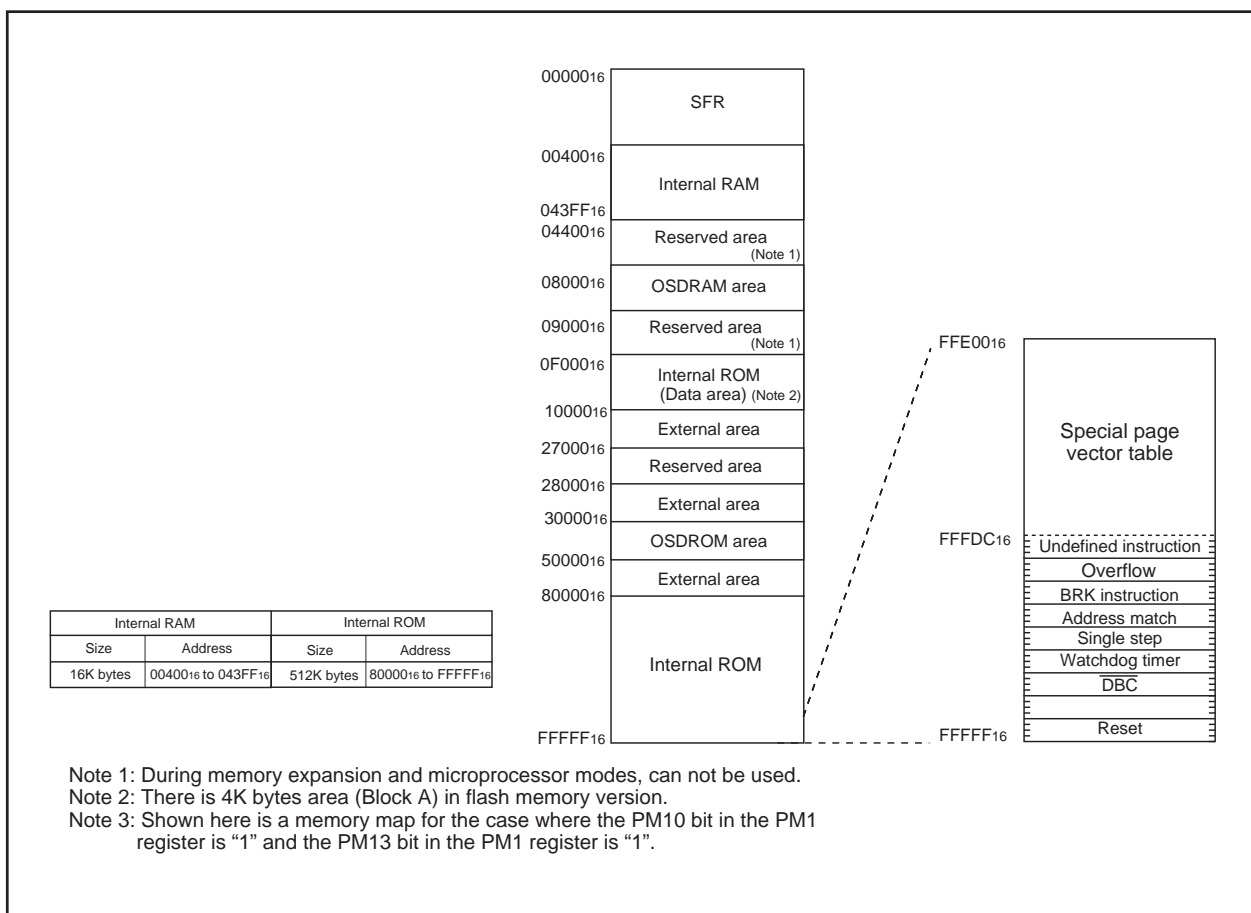 0000016
SFR
0040016
Internal RAM
043FF16
0440016
Reserved area
(Note 1)
0800016
OSDRAM area
0900016
Reserved area
(Note 1)
0F00016
Internal ROM
(Data area) (Note 2)
1000016
External area
2700016
Reserved area
2800016
External area
3000016
OSDROM area
5000016
External area
8000016
Internal ROM
FFFFF16
FFE0016
Special page
vector table
FFFDC16
Undefined instruction
Overflow
BRK instruction
Address match
Single step
Watchdog timer
DBC
Reset
FFFFF16
Internal RAM Internal ROM
Size Address Size Address
16K bytes 0040016 to 043FF16 512K bytes 8000016 to FFFFF16
Note 1: During memory expansion and microprocessor modes, can not be used.
Note 2: There is 4K bytes area (Block A) in flash memory version.
Note 3: Shown here is a memory map for the case where the PM10 bit in the PM1
register is “1” and the PM13 bit in the PM1 register is “1”.